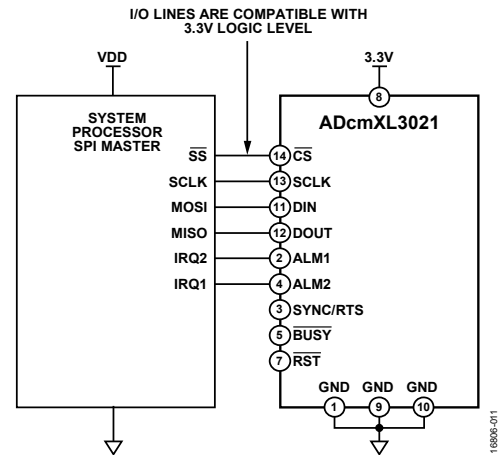 I/O LINES ARE COMPATIBLE WITH
3.3V LOGIC LEVEL
VDD
3.3V
8
SYSTEM
PROCESSOR
SPI MASTER
ADcmXL3021
SS 14 CS
SCLK 13 SCLK
MOSI 11 DIN
MISO 12 DOUT
IRQ2 2 ALM1
IRQ1 4 ALM2
3 SYNC/RTS
5 BUSY
7 RST
GND GND GND
1 9 10
16806-011